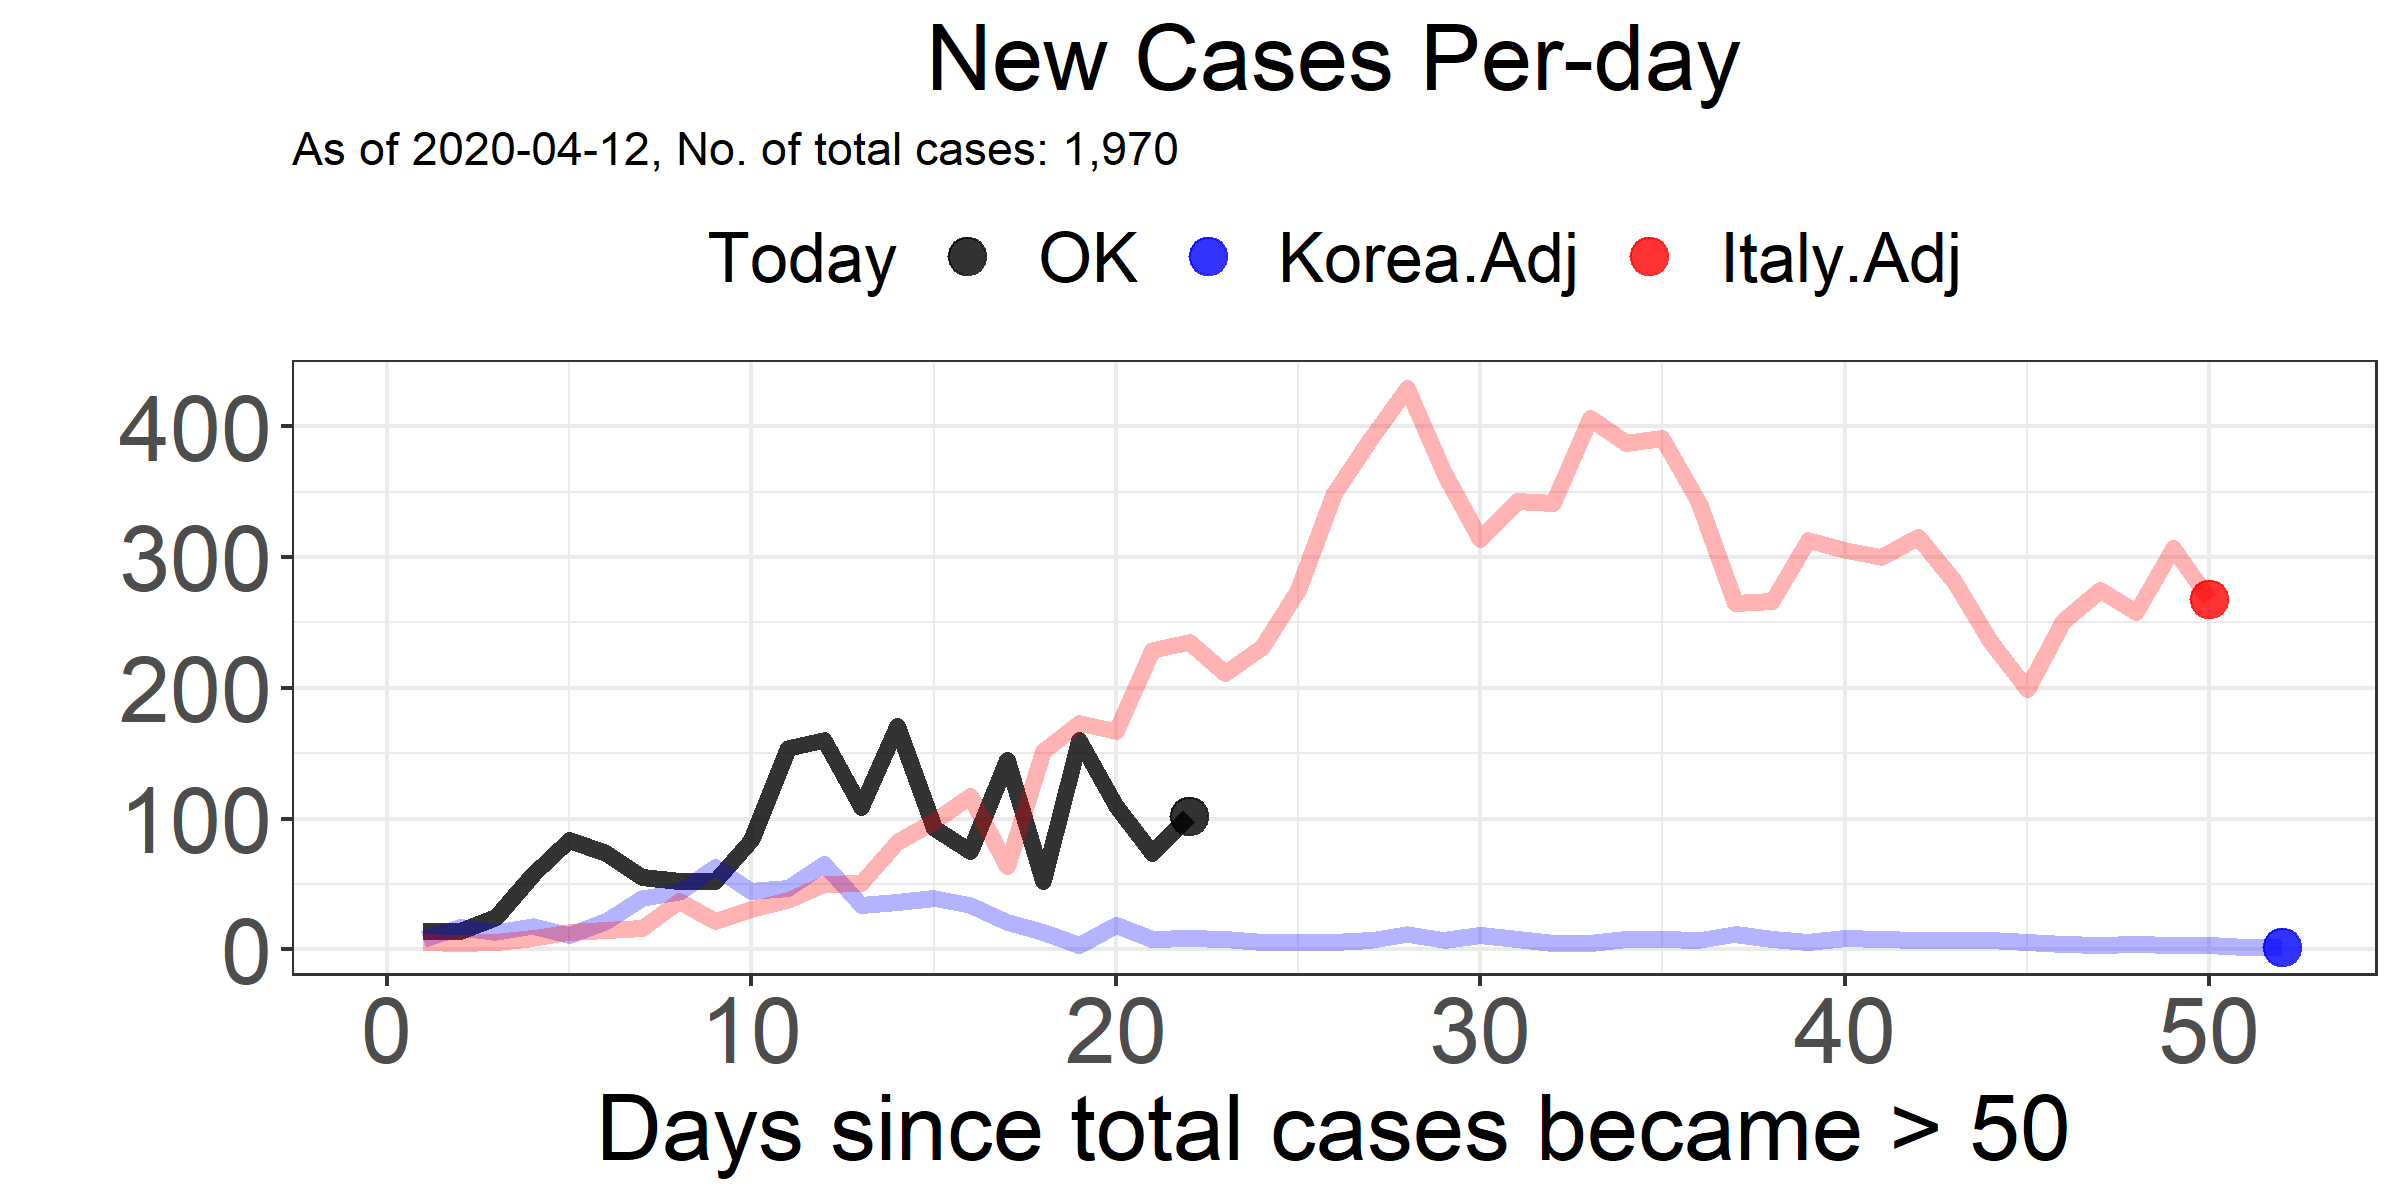 New Cases Per-day
As of 2020-04-12, No. of total cases: 1,970
Today OK Korea.Adj Italy.Adj
400
300
200
100
0
0 10 20 30 40 50
Days since total cases became > 50